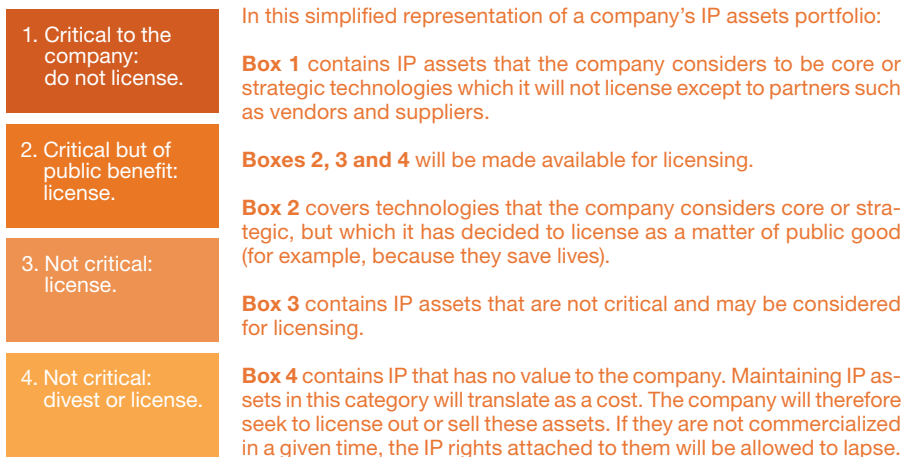 1. Critical to the
company:
do not license.
2. Critical but of
public benefit:
license.
3. Not critical:
license.
4. Not critical:
divest or license.
In this simplified representation of a company’s IP assets portfolio:
Box 1 contains IP assets that the company considers to be core or
strategic technologies which it will not license except to partners such
as vendors and suppliers.
Boxes 2, 3 and 4 will be made available for licensing.
Box 2 covers technologies that the company considers core or stra-
tegic, but which it has decided to license as a matter of public good
(for example, because they save lives).
Box 3 contains IP assets that are not critical and may be considered
for licensing.
Box 4 contains IP that has no value to the company. Maintaining IP as-
sets in this category will translate as a cost. The company will therefore
seek to license out or sell these assets. If they are not commercialized
in a given time, the IP rights attached to them will be allowed to lapse.